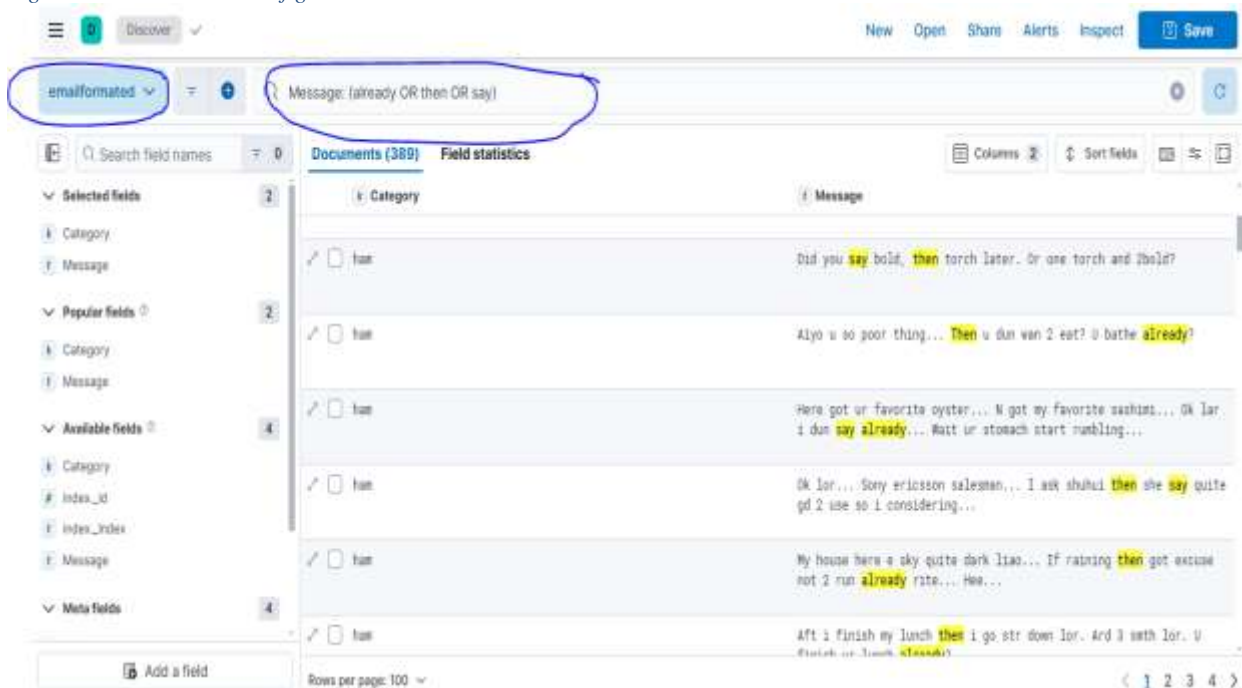 D Discover New Open Share Alerts Inspect Save
emailformated Message: (already OR then OR say)
Search field names 0 Documents (389) Field statistics Columns 2 Sort fields
Selected fields 2 k Category t Message
k Category
t Message
ham Did you say bold, then torch later. Or one torch and 2bold?
Popular fields 2
k Category
t Message
ham Aiyo u so poor thing... Then u dun wan 2 eat? U bathe already?
Available fields 4
k Category
# index_id
t index_index
t Message
ham Here got ur favorite oyster... N got my favorite sashimi... Ok lar
i dun say already... Wait ur stomach start rumbling...
ham Ok lor... Sony ericsson salesman... I ask shuhui then she say quite
gd 2 use so i considering...
ham My house here e sky quite dark liao... If raining then got excuse
not 2 run already rite... Hee...
Meta fields 4
ham Aft i finish my lunch then i go str down lor. Ard 3 smth lor. U
finish ur lunch already?
Add a field
Rows per page: 100 1 2 3 4